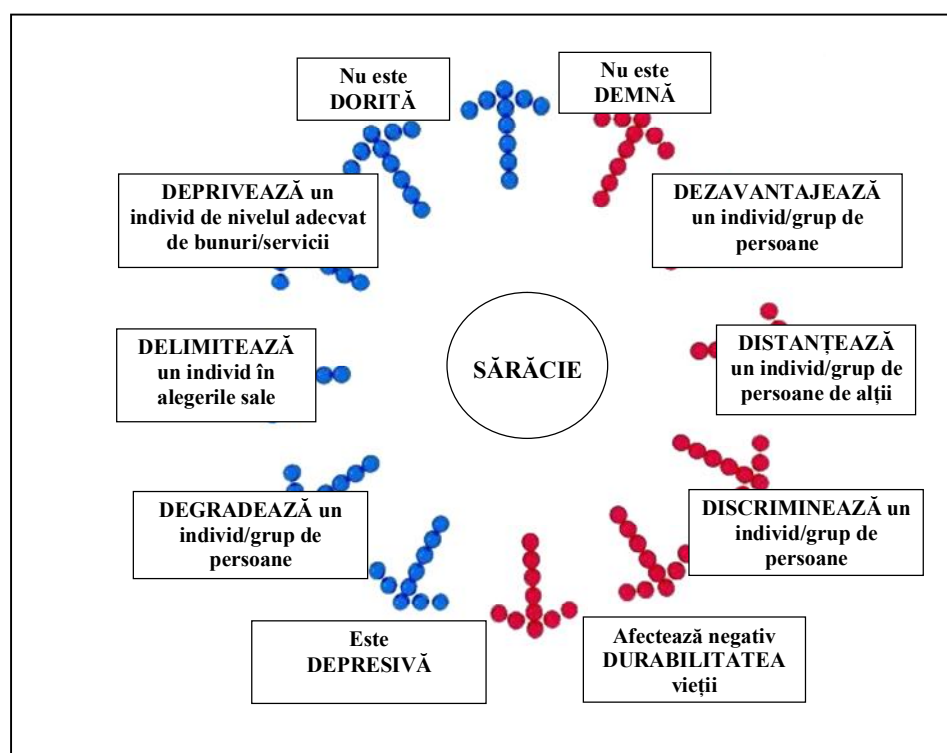 Nu este
DORITĂ
Nu este
DEMNĂ
DEPRIVEAZĂ un
individ de nivelul adecvat
de bunuri/servicii
DEZAVANTAJEAZĂ
un individ/grup de
persoane
DELIMITEAZĂ
un individ în
alegerile sale
SĂRĂCIE
DISTANȚEAZĂ
un individ/grup de
persoane de alții
DEGRADEAZĂ un
individ/grup de
persoane
DISCRIMINEAZĂ un
individ/grup de
persoane
Este
DEPRESIVĂ
Afectează negativ
DURABILITATEA
vieții